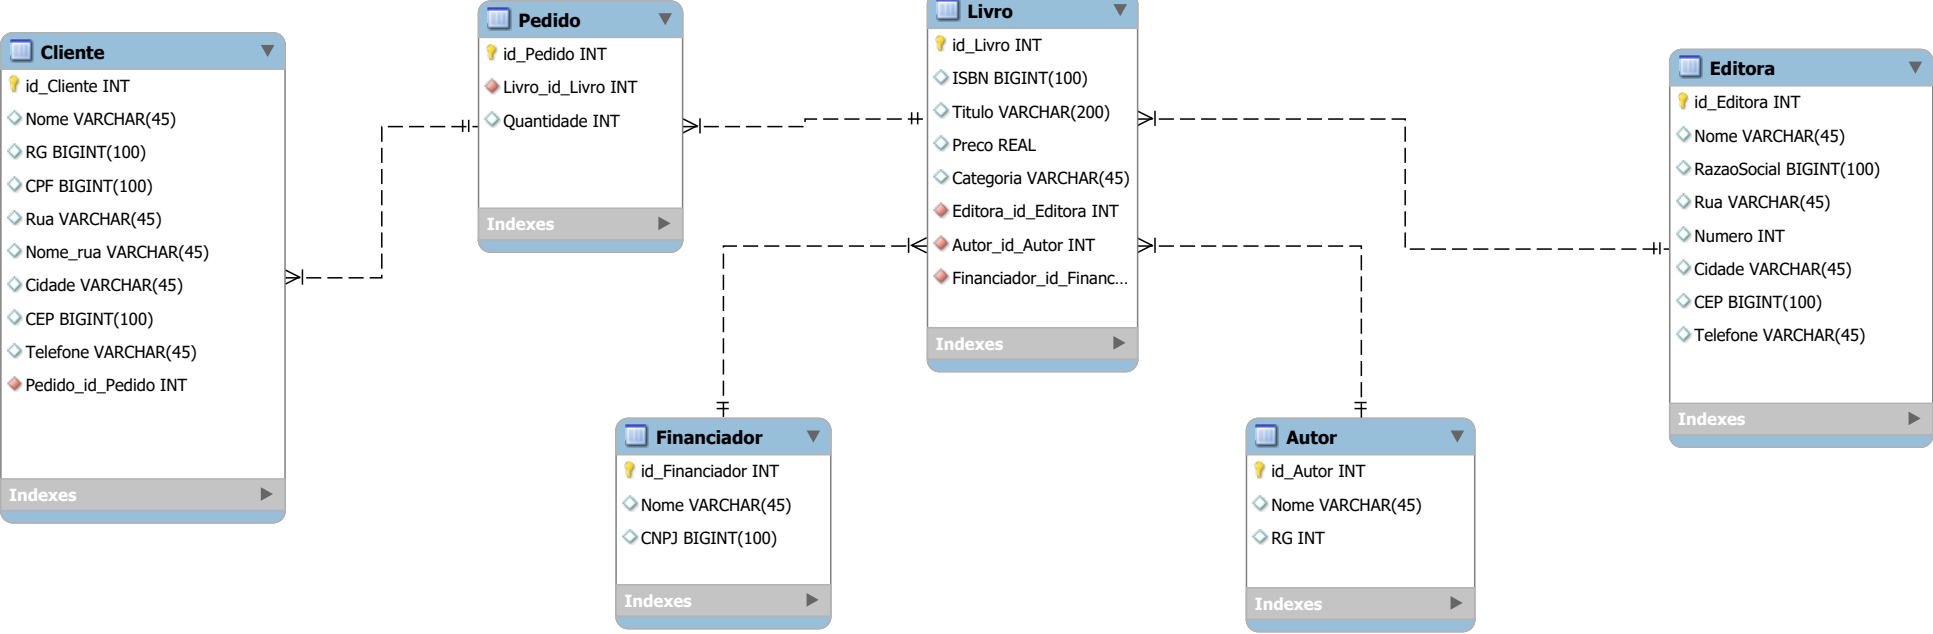 Cliente
id_Cliente INT
Nome VARCHAR(45)
RG BIGINT(100)
CPF BIGINT(100)
Rua VARCHAR(45)
Nome_rua VARCHAR(45)
Cidade VARCHAR(45)
CEP BIGINT(100)
Telefone VARCHAR(45)
Pedido_id_Pedido INT
Indexes
Pedido
id_Pedido INT
Livro_id_Livro INT
Quantidade INT
Indexes
Livro
id_Livro INT
ISBN BIGINT(100)
Titulo VARCHAR(200)
Preco REAL
Categoria VARCHAR(45)
Editora_id_Editora INT
Autor_id_Autor INT
Financiador_id_Financ...
Indexes
Editora
id_Editora INT
Nome VARCHAR(45)
RazaoSocial BIGINT(100)
Rua VARCHAR(45)
Numero INT
Cidade VARCHAR(45)
CEP BIGINT(100)
Telefone VARCHAR(45)
Indexes
Financiador
id_Financiador INT
Nome VARCHAR(45)
CNPJ BIGINT(100)
Indexes
Autor
id_Autor INT
Nome VARCHAR(45)
RG INT
Indexes